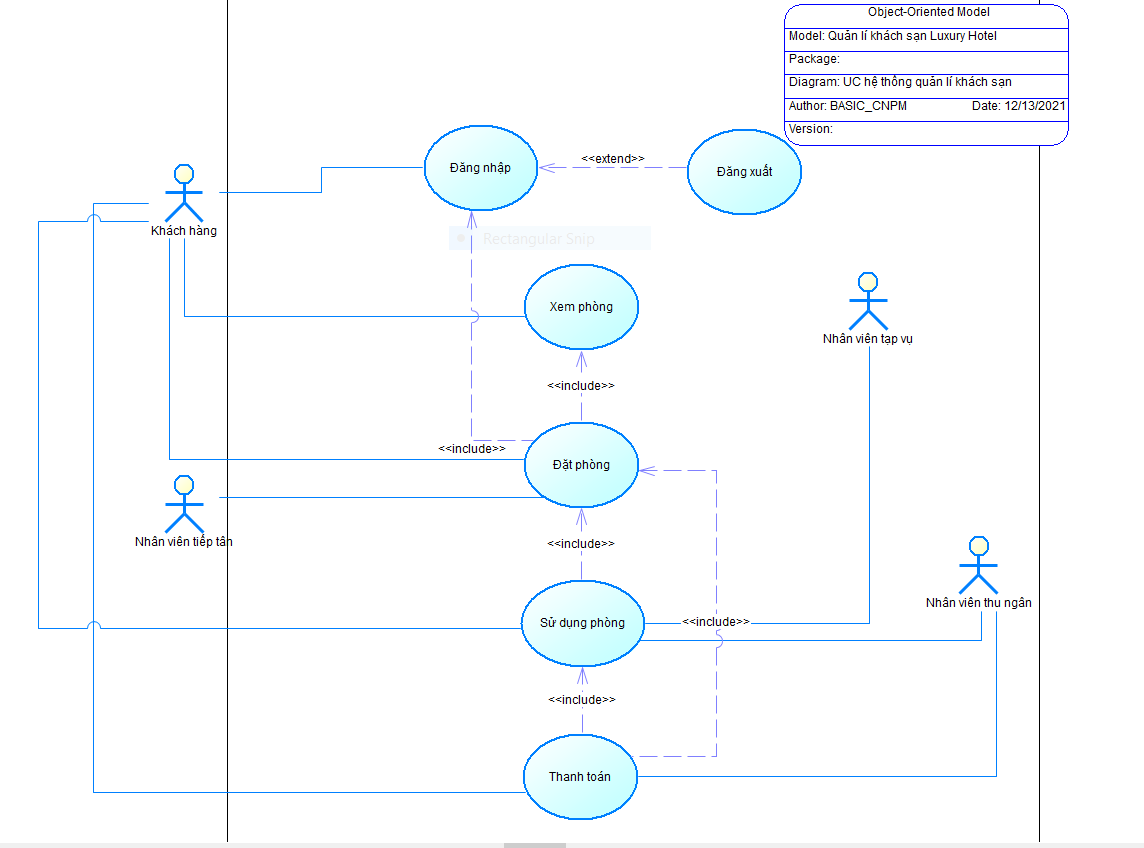 Object-Oriented Model
Model: Quản lí khách sạn Luxury Hotel
Package:
Diagram: UC hệ thống quản lí khách sạn
Author: BASIC_CNPM Date: 12/13/2021
Version:
Đăng nhập
<<extend>>
Đăng xuất
Khách hàng
Rectangular Snip
Xem phòng
Nhân viên tạp vụ
<<include>>
<<include>>
Đặt phòng
Nhân viên tiếp tân
<<include>>
Nhân viên thu ngân
Sử dụng phòng
<<include>>
<<include>>
Thanh toán